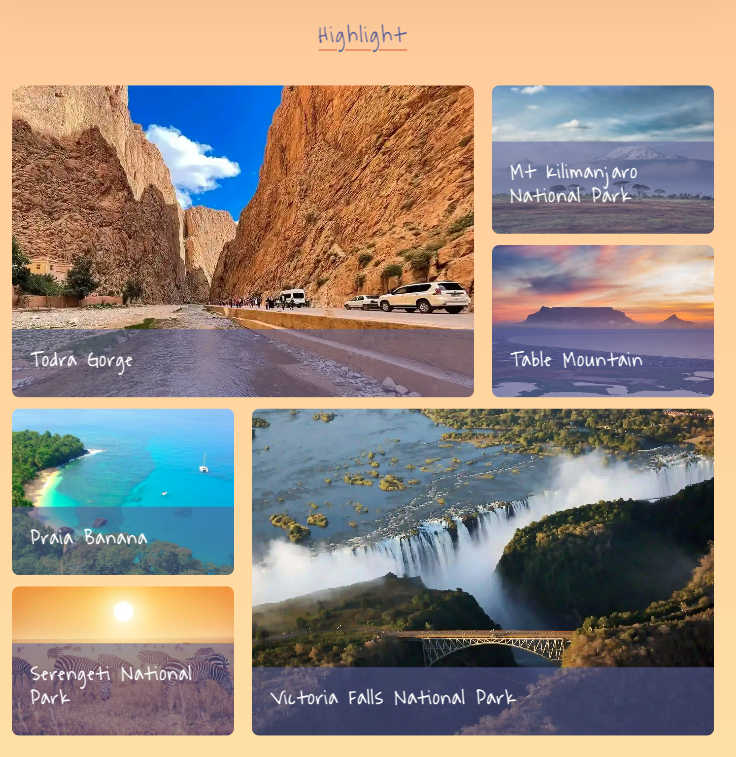 Highlight
Todra Gorge
Mt Kilimanjaro
National Park
Table Mountain
Praia Banana
Serengeti National
Park
Victoria Falls National Park